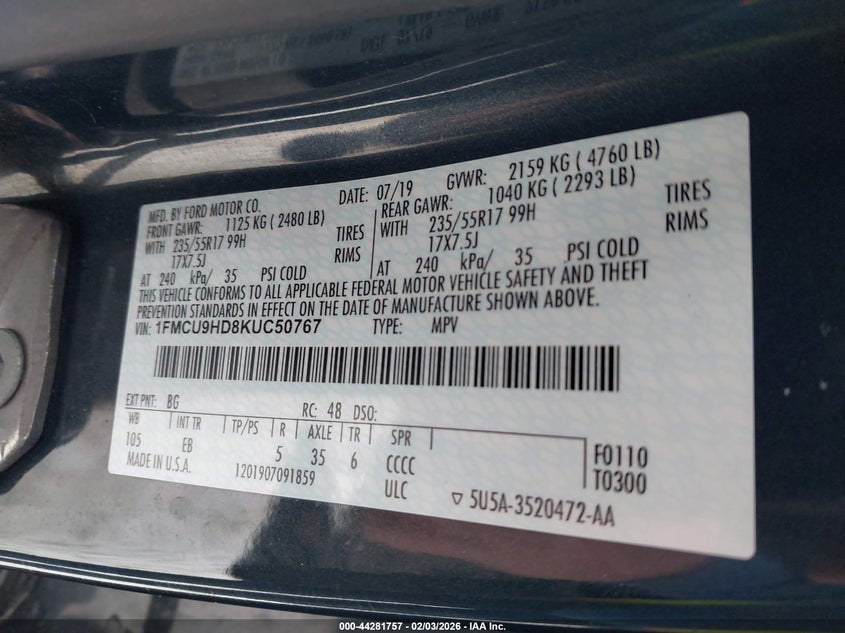 MFD. BY FORD MOTOR CO. DATE: 07/19 GVWR: 2159 KG ( 4760 LB)
FRONT GAWR: 1125 KG ( 2480 LB) REAR GAWR: 1040 KG ( 2293 LB)
WITH 235/55R17 99H TIRES WITH 235/55R17 99H TIRES
17X7.5J RIMS 17X7.5J RIMS
AT 240 kPa/ 35 PSI COLD AT 240 kPa/ 35 PSI COLD
THIS VEHICLE CONFORMS TO ALL APPLICABLE FEDERAL MOTOR VEHICLE SAFETY AND THEFT
PREVENTION STANDARDS IN EFFECT ON THE DATE OF MANUFACTURE SHOWN ABOVE.
VIN: 1FMCU9HD8KUC50767 TYPE: MPV
EXT PNT: BG RC: 48 DSO:
WB INT TR TP/PS R AXLE TR SPR
105 EB 5 35 6 CCCC F0110
MADE IN U.S.A. 1201907091859 ULC T0300
5U5A-3520472-AA
000-44281757 - 02/03/2026 - IAA Inc.